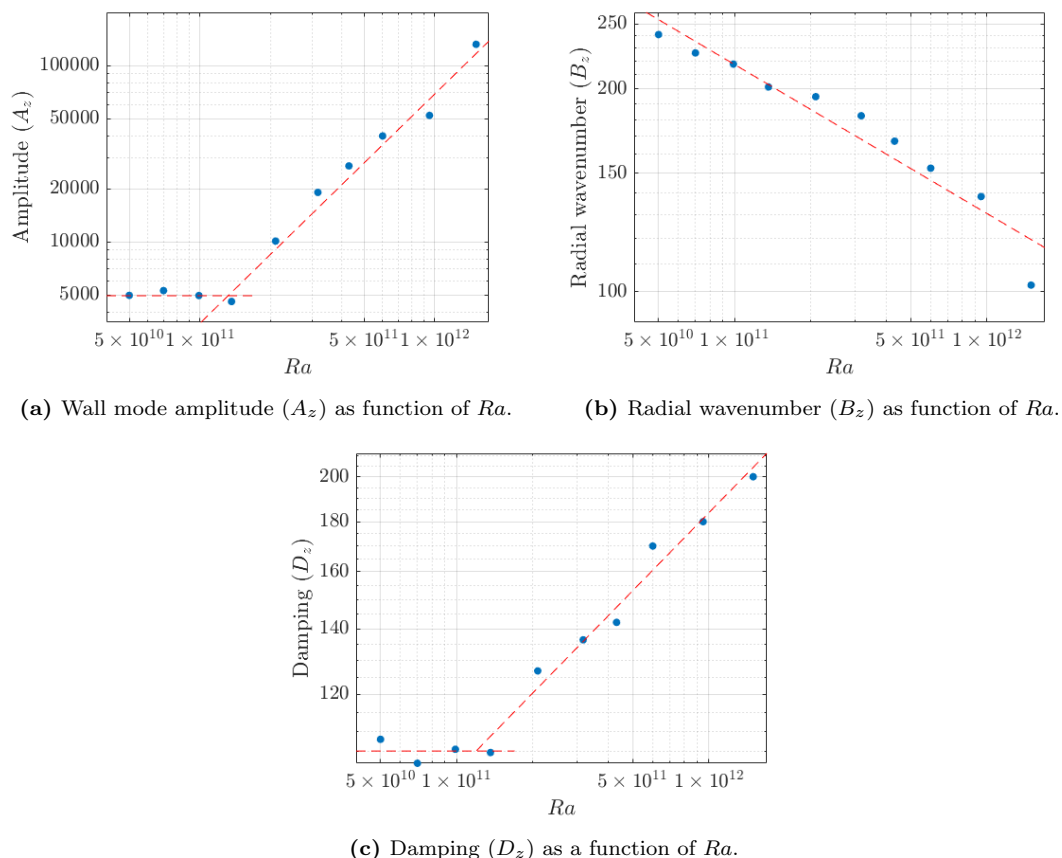 100000
50000
20000
10000
5000
Amplitude (A_z)
5 × 10^10 1 × 10^11 5 × 10^11 1 × 10^12
Ra
(a) Wall mode amplitude (A_z) as function of Ra.
250
200
150
100
Radial wavenumber (B_z)
5 × 10^10 1 × 10^11 5 × 10^11 1 × 10^12
Ra
(b) Radial wavenumber (B_z) as function of Ra.
200
180
160
140
120
Damping (D_z)
5 × 10^10 1 × 10^11 5 × 10^11 1 × 10^12
Ra
(c) Damping (D_z) as a function of Ra.